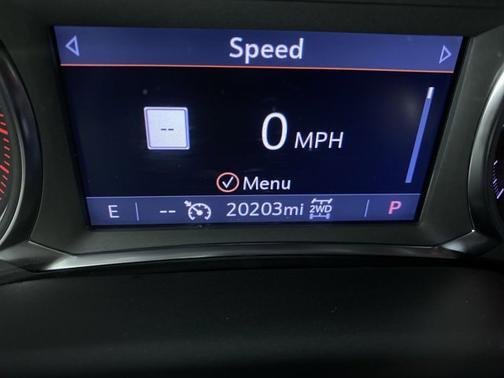 Speed
--
0 MPH
Menu
E -- 20203mi 2WD P